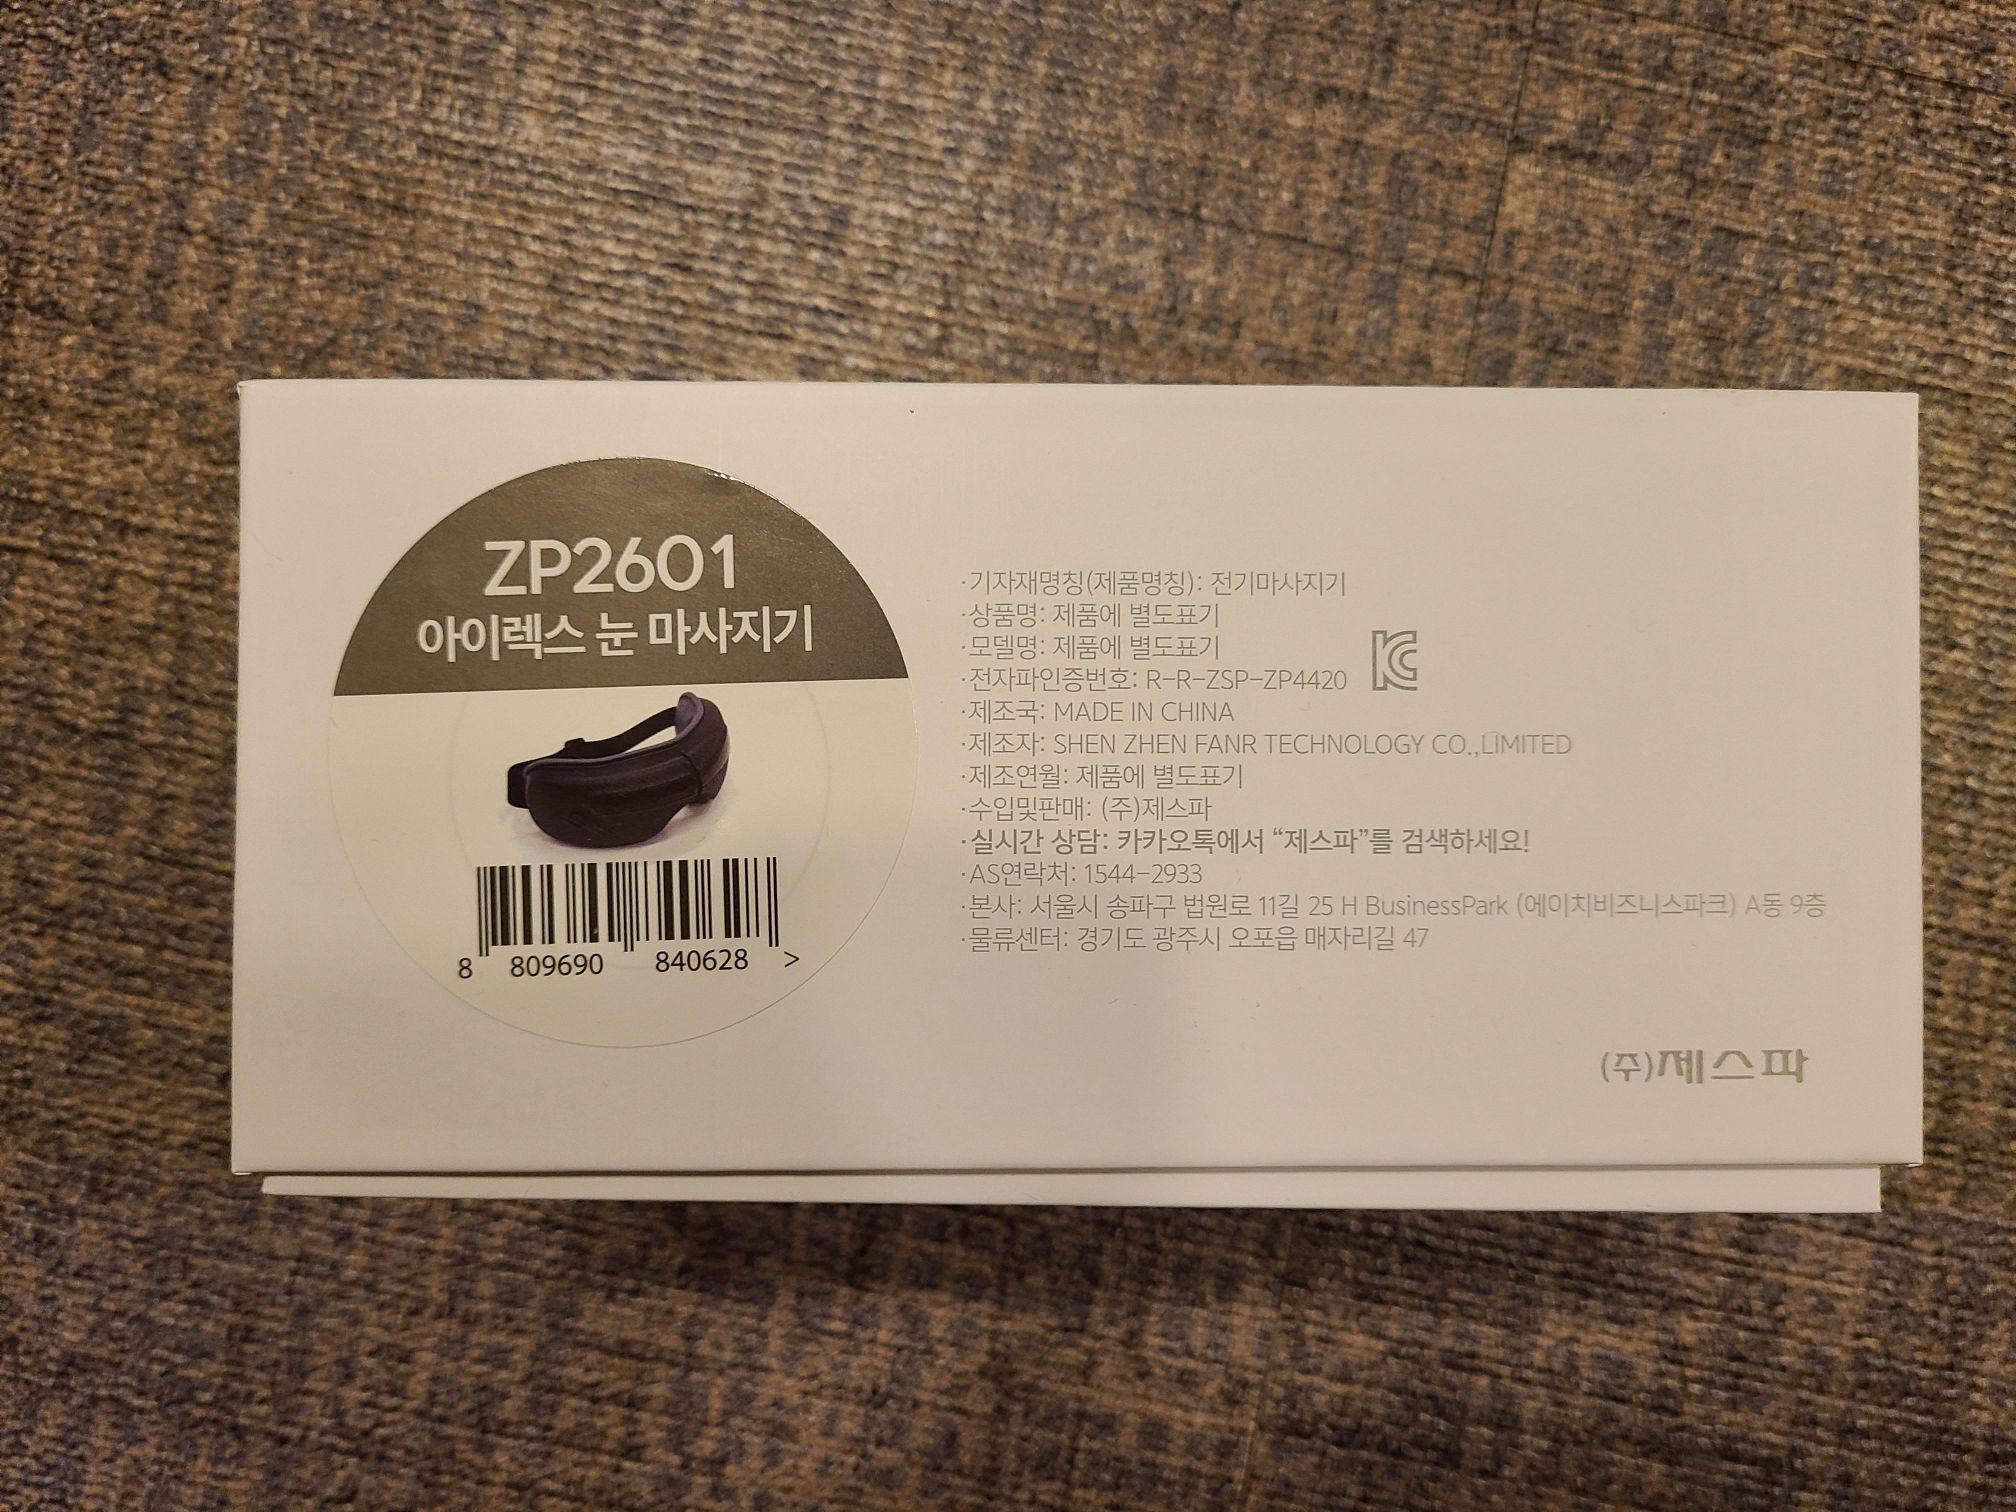 ZP2601
아이렉스 눈 마사지기
8 809690 840628 >
·기자재명칭(제품명칭): 전기마사지기
·상품명: 제품에 별도표기
·모델명: 제품에 별도표기
·전자파인증번호: R-R-ZSP-ZP4420
·제조국: MADE IN CHINA
·제조자: SHEN ZHEN FANR TECHNOLOGY CO.,LIMITED
·제조연월: 제품에 별도표기
·수입및판매: (주)제스파
·실시간 상담: 카카오톡에서 “제스파”를 검색하세요!
·AS연락처: 1544-2933
·본사: 서울시 송파구 법원로 11길 25 H BusinessPark (에이치비즈니스파크) A동 9층
·물류센터: 경기도 광주시 오포읍 매자리길 47
(주)제스파